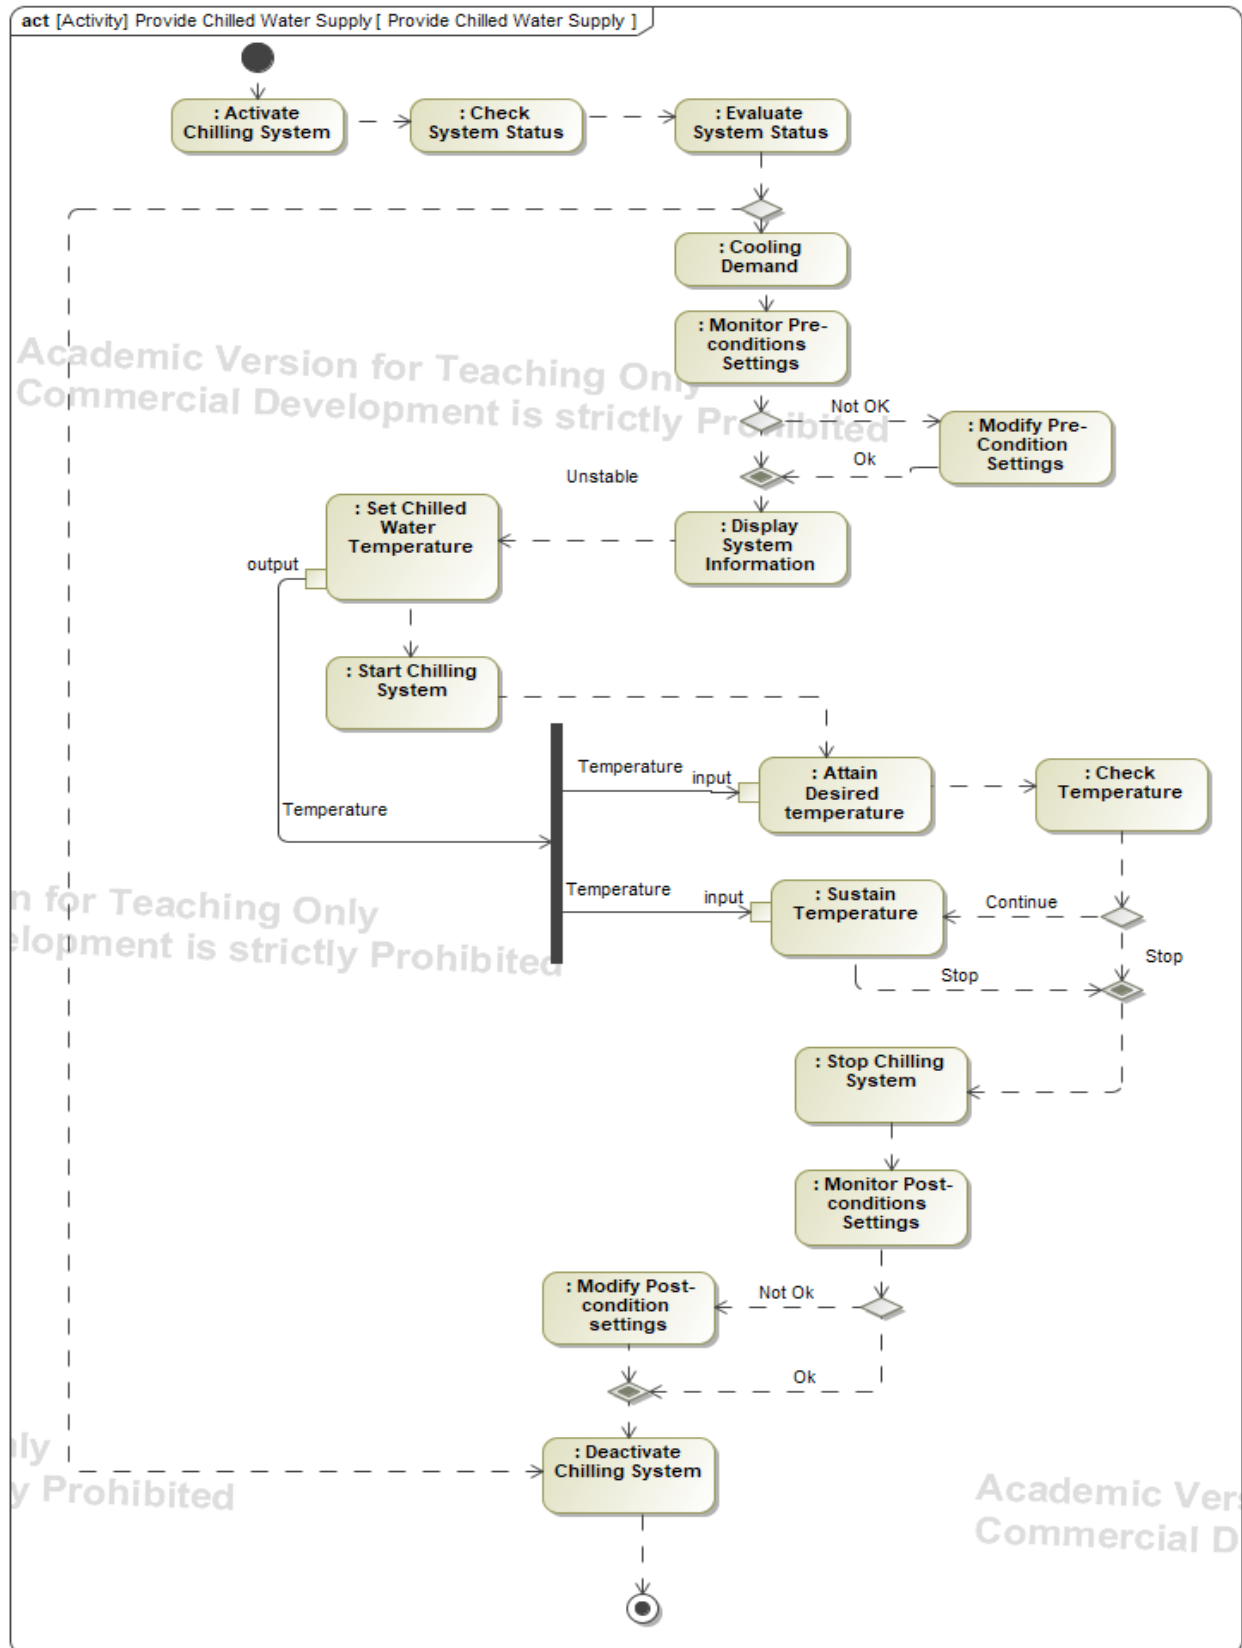 act [Activity] Provide Chilled Water Supply [ Provide Chilled Water Supply ]
: Activate
Chilling System
: Check
System Status
: Evaluate
System Status
: Cooling
Demand
: Monitor Pre-
conditions
Settings
Academic Version for Teaching Only
Commercial Development is strictly Prohibited
Not OK
: Modify Pre-
Condition
Settings
Ok
Unstable
: Set Chilled
Water
Temperature
: Display
System
Information
output
: Start Chilling
System
Temperature
input
: Attain
Desired
temperature
: Check
Temperature
Temperature
Temperature
input
: Sustain
Temperature
Continue
n for Teaching Only
elopment is strictly Prohibited
Stop
Stop
: Stop Chilling
System
: Monitor Post-
conditions
Settings
: Modify Post-
condition
settings
Not Ok
Ok
: Deactivate
Chilling System
nly
y Prohibited
Academic Vers
Commercial D